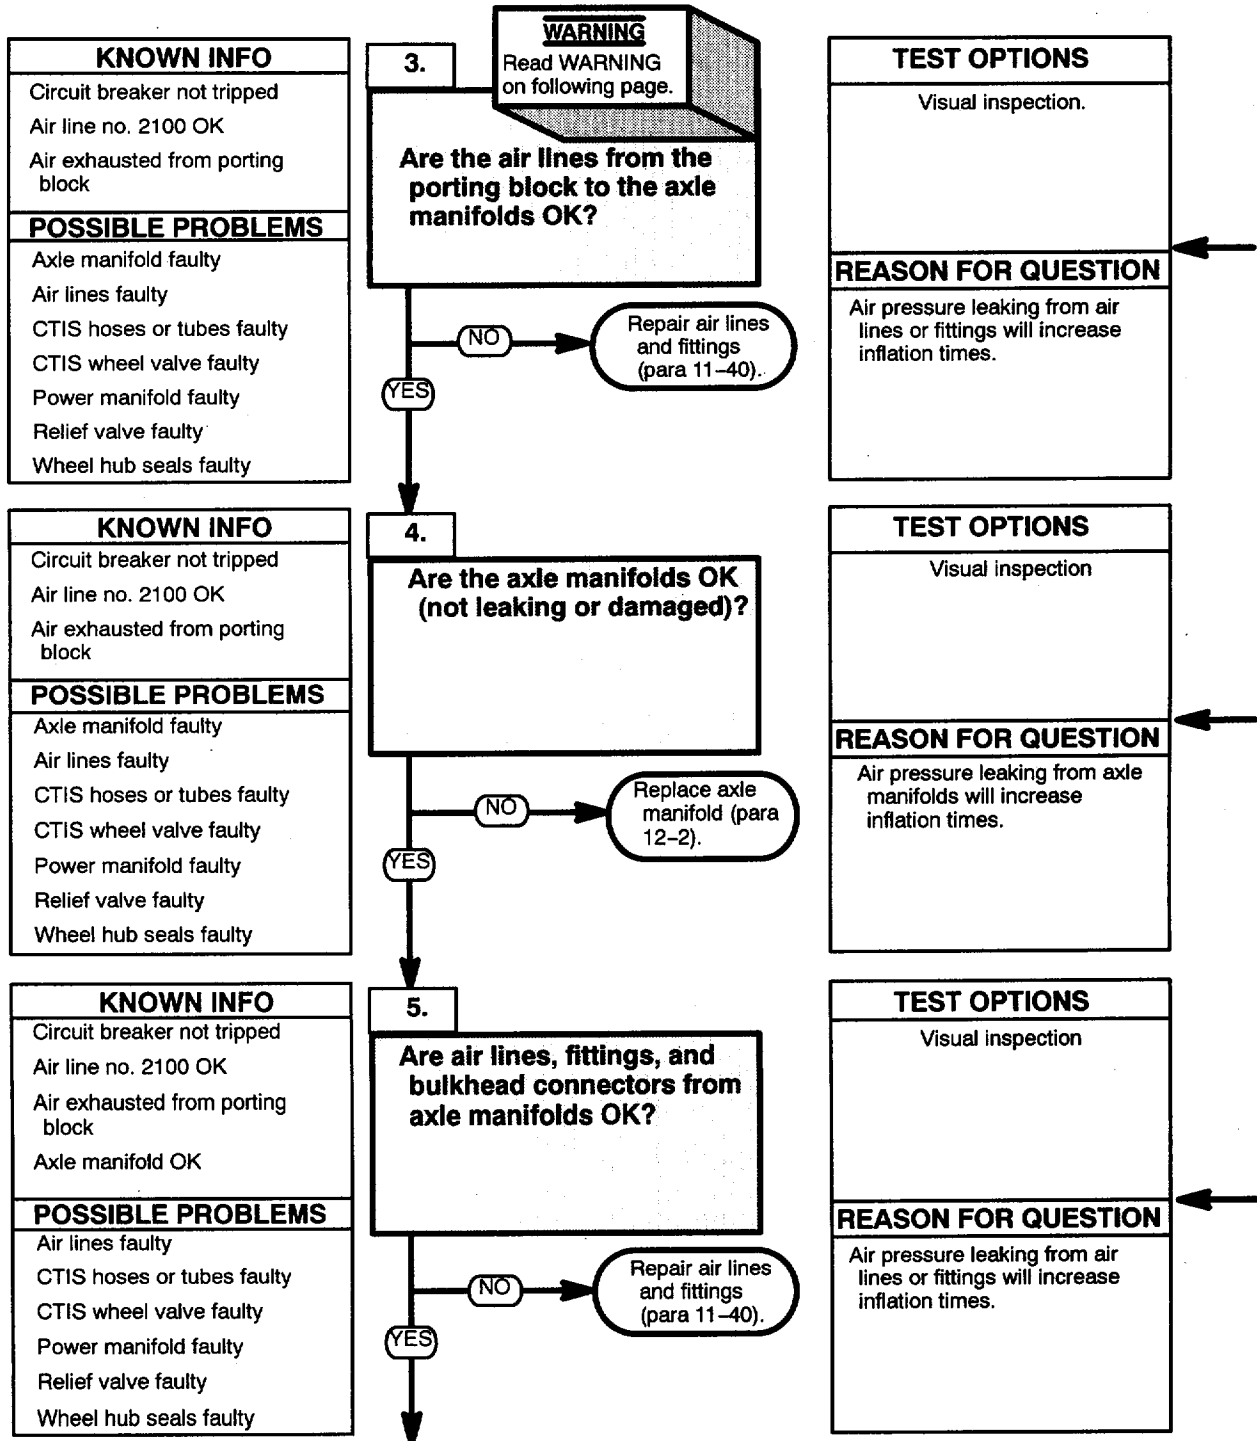 KNOWN INFO
Circuit breaker not tripped
Air line no. 2100 OK
Air exhausted from porting
block
POSSIBLE PROBLEMS
Axle manifold faulty
Air lines faulty
CTIS hoses or tubes faulty
CTIS wheel valve faulty
Power manifold faulty
Relief valve faulty
Wheel hub seals faulty
3.
WARNING
Read WARNING
on following page.
Are the air lines from the
porting block to the axle
manifolds OK?
NO
Repair air lines
and fittings
(para 11–40).
YES
TEST OPTIONS
Visual inspection.
REASON FOR QUESTION
Air pressure leaking from air
lines or fittings will increase
inflation times.
KNOWN INFO
Circuit breaker not tripped
Air line no. 2100 OK
Air exhausted from porting
block
POSSIBLE PROBLEMS
Axle manifold faulty
Air lines faulty
CTIS hoses or tubes faulty
CTIS wheel valve faulty
Power manifold faulty
Relief valve faulty
Wheel hub seals faulty
4.
Are the axle manifolds OK
(not leaking or damaged)?
NO
Replace axle
manifold (para
12–2).
YES
TEST OPTIONS
Visual inspection
REASON FOR QUESTION
Air pressure leaking from axle
manifolds will increase
inflation times.
KNOWN INFO
Circuit breaker not tripped
Air line no. 2100 OK
Air exhausted from porting
block
Axle manifold OK
POSSIBLE PROBLEMS
Air lines faulty
CTIS hoses or tubes faulty
CTIS wheel valve faulty
Power manifold faulty
Relief valve faulty
Wheel hub seals faulty
5.
Are air lines, fittings, and
bulkhead connectors from
axle manifolds OK?
NO
Repair air lines
and fittings
(para 11–40).
YES
TEST OPTIONS
Visual inspection
REASON FOR QUESTION
Air pressure leaking from air
lines or fittings will increase
inflation times.